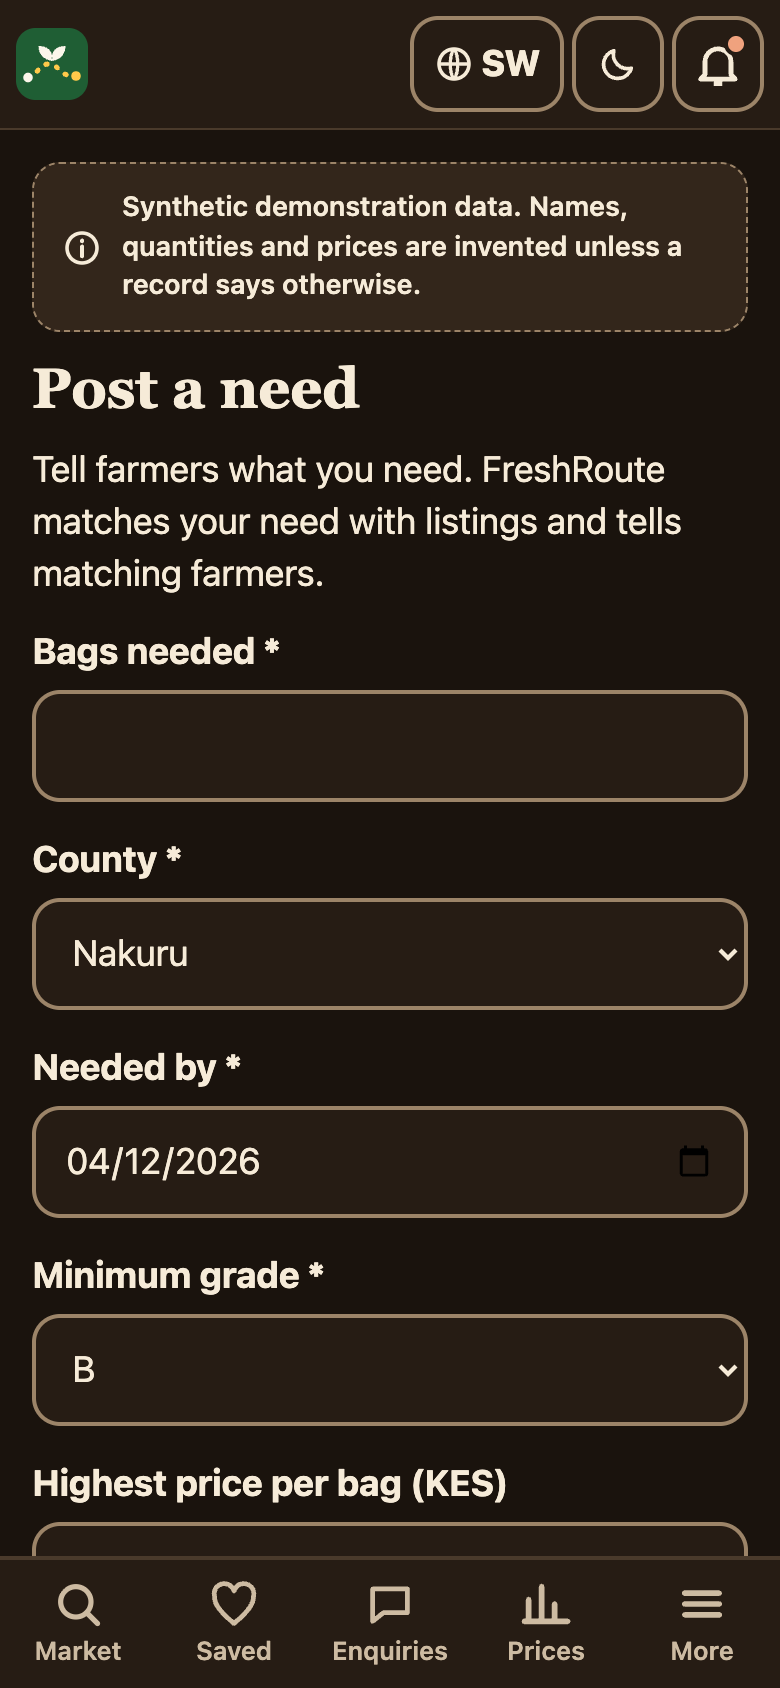 SW
Synthetic demonstration data. Names,
quantities and prices are invented unless a
record says otherwise.
Post a need
Tell farmers what you need. FreshRoute
matches your need with listings and tells
matching farmers.
Bags needed *
County *
Nakuru
Needed by *
04/12/2026
Minimum grade *
B
Highest price per bag (KES)
Market
Saved
Enquiries
Prices
More